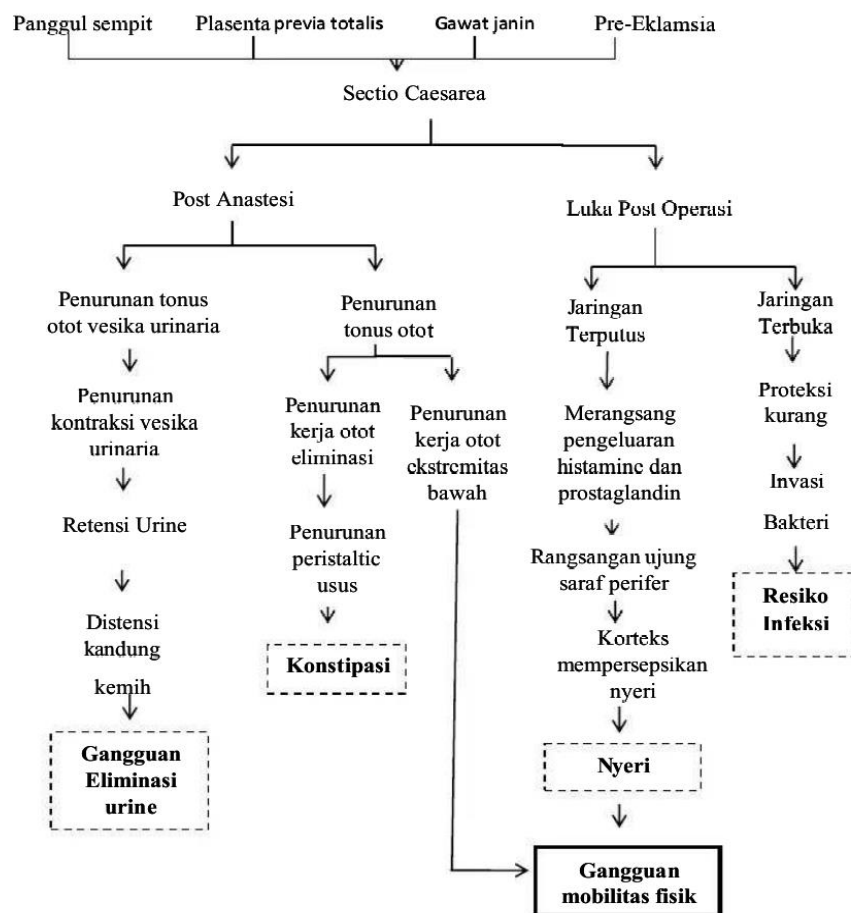 Panggul sempit
Plasenta previa totalis
Gawat janin
Pre-Eklamsia
Sectio Caesarea
Post Anastesi
Luka Post Operasi
Penurunan tonus
otot vesika urinaria
Penurunan
tonus otot
Jaringan
Terputus
Jaringan
Terbuka
Penurunan
kontraksi vesika
urinaria
Penurunan
kerja otot
eliminasi
Penurunan
kerja otot
ekstremitas
bawah
Merangsang
pengeluaran
histamine dan
prostaglandin
Proteksi
kurang
Invasi
Bakteri
Retensi Urine
Penurunan
peristaltic
usus
Rangsangan ujung
saraf perifer
Resiko
Infeksi
Distensi
kandung
kemih
Konstipasi
Korteks
mempersepsikan
nyeri
Gangguan
Eliminasi
urine
Nyeri
Gangguan
mobilitas fisik